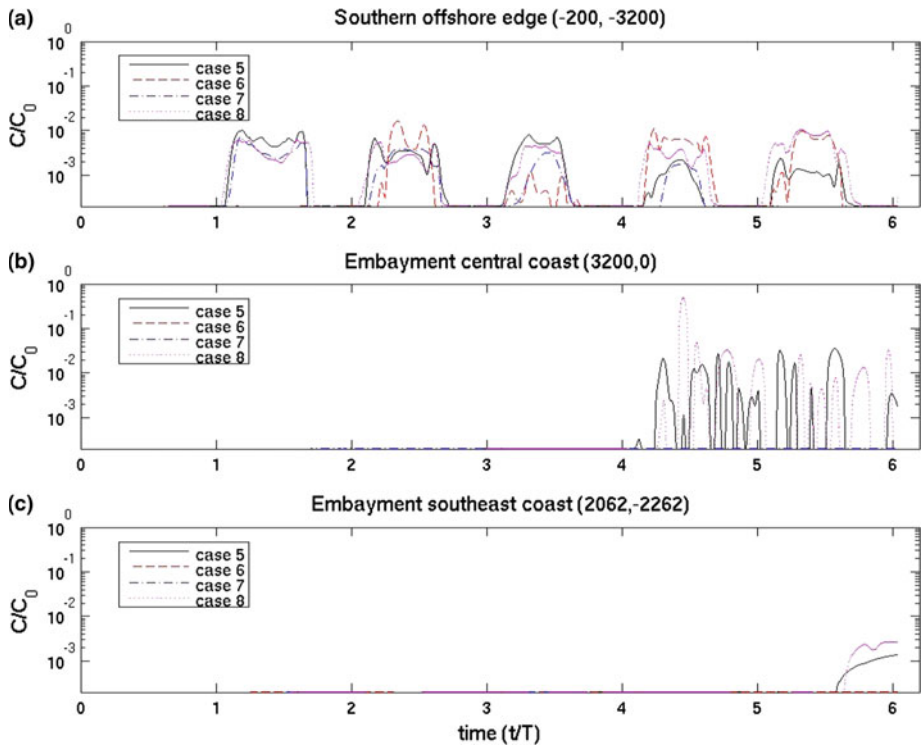 (a) Southern offshore edge (-200, -3200)
C/C0
10^0
10^-1
10^-2
10^-3
case 5
case 6
case 7
case 8
0 1 2 3 4 5 6
(b) Embayment central coast (3200,0)
C/C0
10^0
10^-1
10^-2
10^-3
case 5
case 6
case 7
case 8
0 1 2 3 4 5 6
(c) Embayment southeast coast (2062,-2262)
C/C0
10^0
10^-1
10^-2
10^-3
case 5
case 6
case 7
case 8
0 1 2 3 4 5 6
time (t/T)